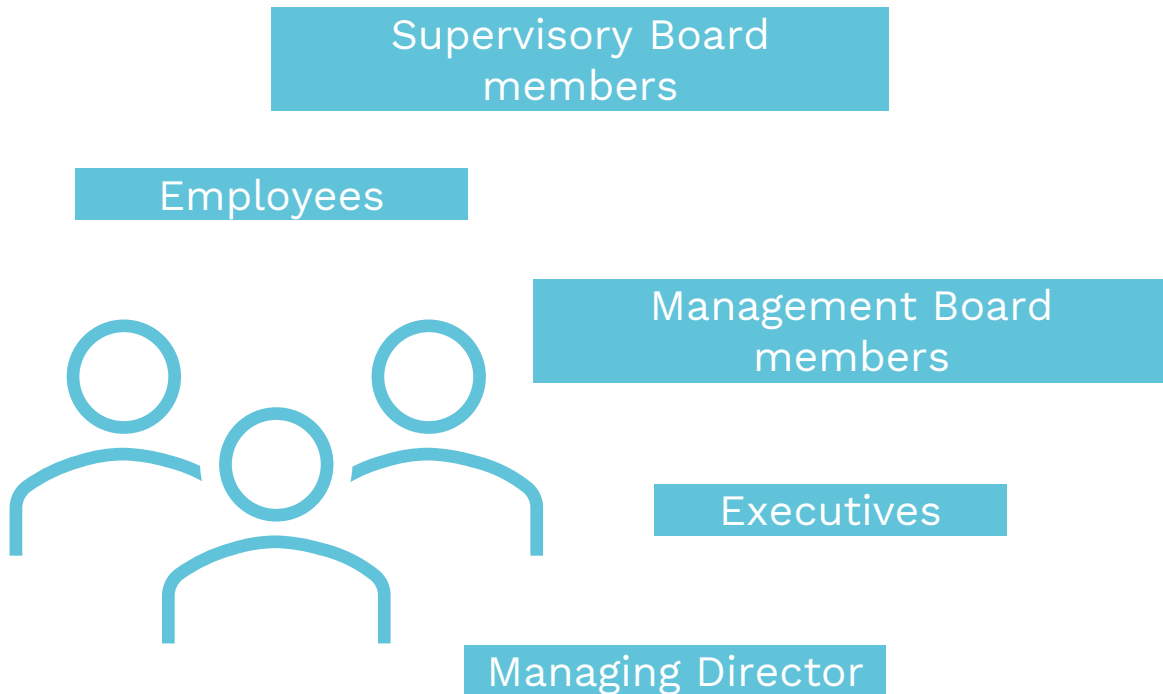 Supervisory Board
members
Employees
Management Board
members
Executives
Managing Director